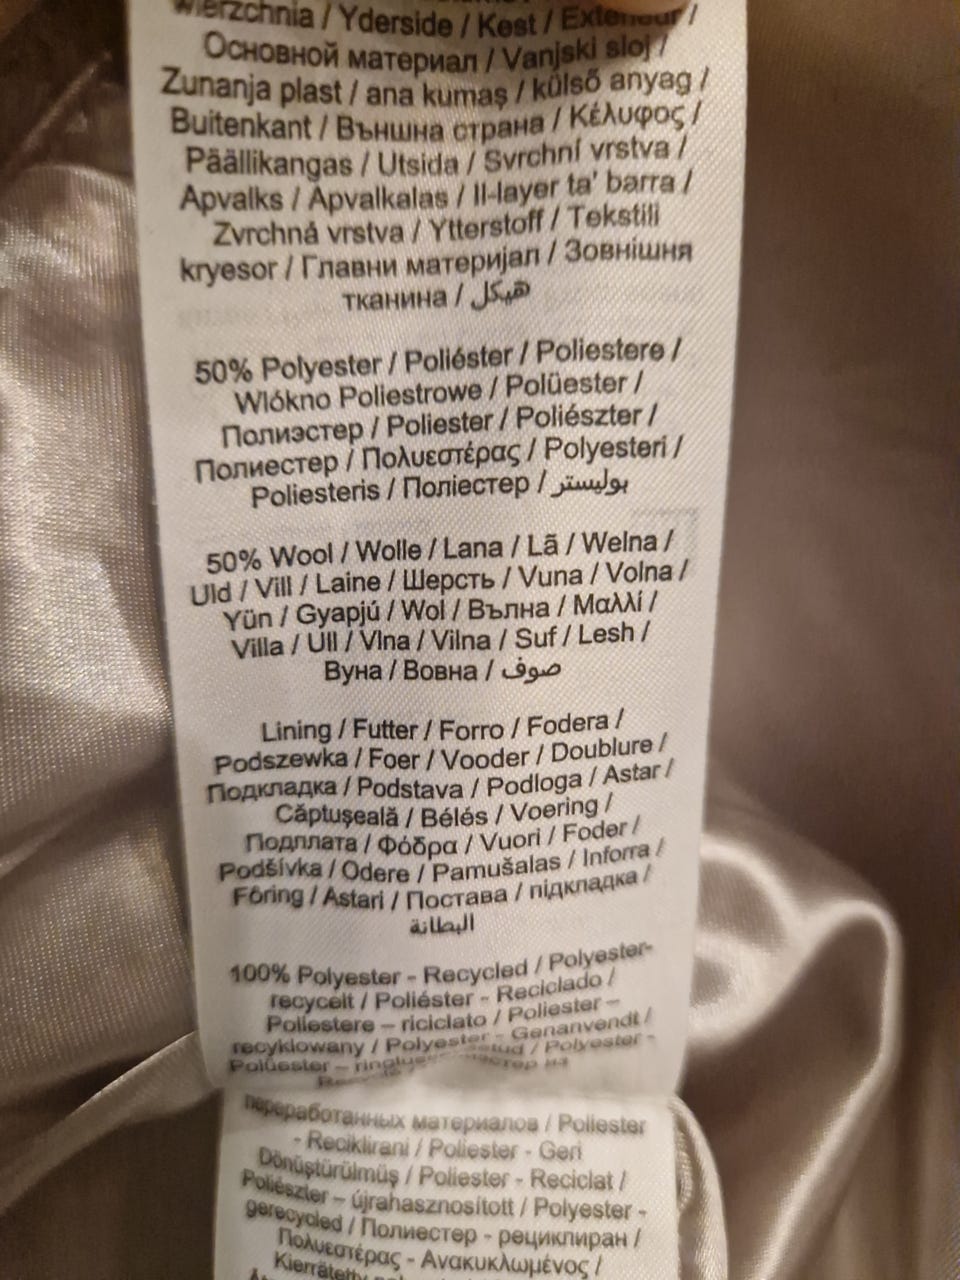 wierzchnia / Yderside / Kest / Extérieur /
Основной материал / Vanjski sloj /
Zunanja plast / ana kumaş / külső anyag /
Buitenkant / Външна страна / Κέλυφος /
Päällikangas / Utsida / Svrchní vrstva /
Apvalks / Apvalkalas / Il-layer ta' barra /
Zvrchná vrstva / Ytterstoff / Tekstili
kryesor / Главни материјал / Зовнішня
тканина / هيكل
50% Polyester / Poliéster / Poliestere /
Wlókno Poliestrowe / Polüester /
Полиэстер / Poliester / Poliészter /
Полиестер / Πολυεστέρας / Polyesteri /
Poliesteris / Поліестер / بوليستر
50% Wool / Wolle / Lana / Lã / Welna /
Uld / Vill / Laine / Шерсть / Vuna / Volna /
Yün / Gyapjú / Wol / Вълна / Μαλλί /
Villa / Ull / Vlna / Vilna / Suf / Lesh /
Вуна / Вовна / صوف
Lining / Futter / Forro / Fodera /
Podszewka / Foer / Vooder / Doublure /
Подкладка / Podstava / Podloga / Astar /
Căptuşeală / Bélés / Voering /
Подплата / Φόδρα / Vuori / Foder /
Podšívka / Odere / Pamušalas / Inforra /
Fôring / Astari / Постава / підкладка /
البطانة
100% Polyester - Recycled / Polyester-
recycelt / Poliéster - Reciclado /
Poliestere – riciclato / Poliester –
recyklowany / Polyester - Genanvendt /
Polüester – / Polyester -
переработанных материалов / Poliester
- Reciklirani / Poliester - Geri
Dönüştürülmüş / Poliester - Reciclat /
Poliészter – újrahasznosított / Polyester -
gerecycled / Полиестер - рециклиран /
Πολυεστέρας - Ανακυκλωμένος /
Kierrätetty